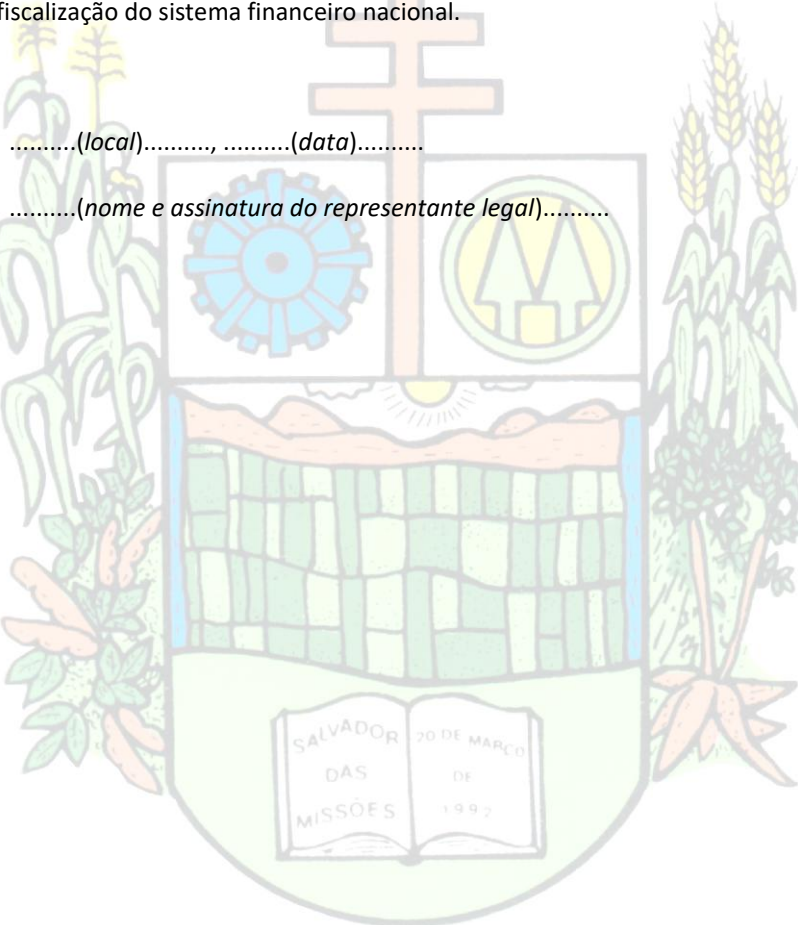 fiscalização do sistema financeiro nacional.
..........(local).........., ..........(data)..........
..........(nome e assinatura do representante legal)..........
SALVADOR
DAS
MISSÕES
20 DE MARÇO
DE
1992